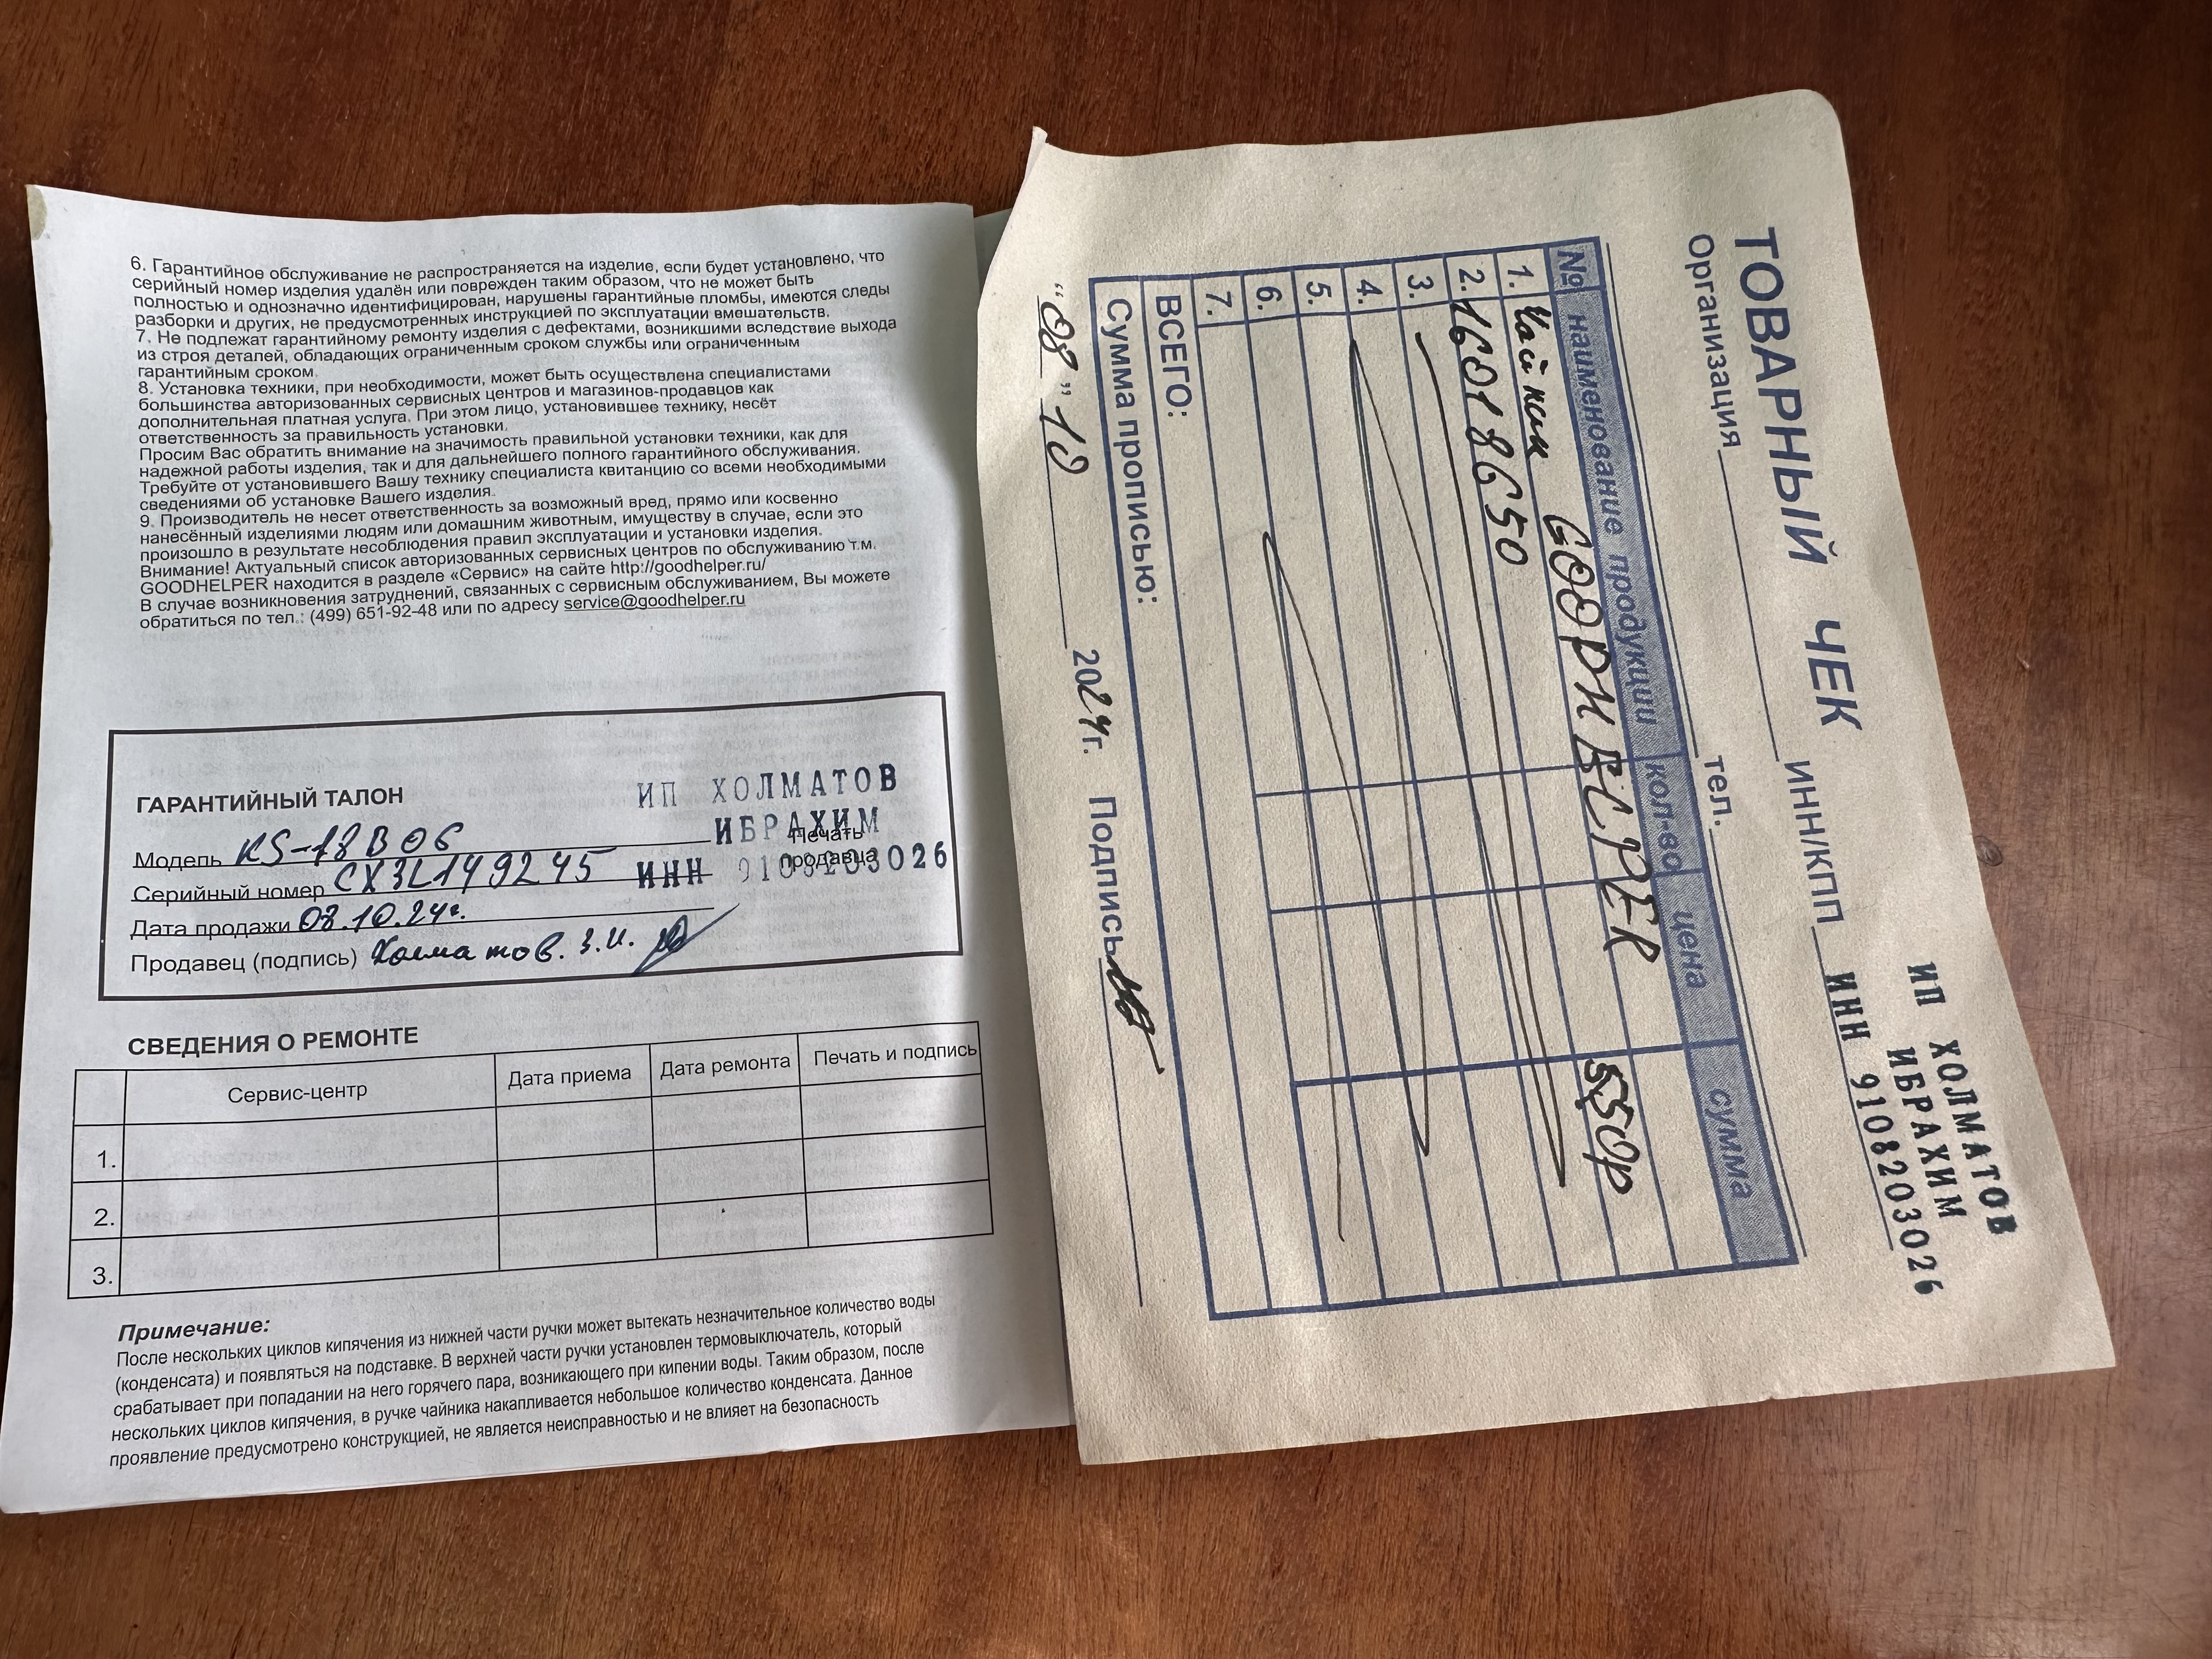 6. Гарантийное обслуживание не распространяется на изделие, если будет установлено, что
серийный номер изделия удалён или поврежден таким образом, что не может быть
полностью и однозначно идентифицирован, нарушены гарантийные пломбы, имеются следы
разборки и других, не предусмотренных инструкцией по эксплуатации вмешательств.
7. Не подлежат гарантийному ремонту изделия с дефектами, возникшими вследствие выхода
из строя деталей, обладающих ограниченным сроком службы или ограниченным
гарантийным сроком.
8. Установка техники, при необходимости, может быть осуществлена специалистами
большинства авторизованных сервисных центров и магазинов-продавцов как
дополнительная платная услуга. При этом лицо, установившее технику, несёт
ответственность за правильность установки.
Просим Вас обратить внимание на значимость правильной установки техники, как для
надежной работы изделия, так и для дальнейшего полного гарантийного обслуживания.
Требуйте от установившего Вашу технику специалиста квитанцию со всеми необходимыми
сведениями об установке Вашего изделия.
9. Производитель не несет ответственность за возможный вред, прямо или косвенно
нанесённый изделиями людям или домашним животным, имуществу в случае, если это
произошло в результате несоблюдения правил эксплуатации и установки изделия.
Внимание! Актуальный список авторизованных сервисных центров по обслуживанию т.м.
GOODHELPER находится в разделе «Сервис» на сайте http://goodhelper.ru/
В случае возникновения затруднений, связанных с сервисным обслуживанием, Вы можете
обратиться по тел.: (499) 651-92-48 или по адресу service@goodhelper.ru
ГАРАНТИЙНЫЙ ТАЛОН
ИП ХОЛМАТОВ
ИБРАХИМ
ИНН 9108203026
Печать
продавца
Модель KS-18B06
Серийный номер CX3L149245
Дата продажи 08.10.24г.
Продавец (подпись) Холматов. З.И.
СВЕДЕНИЯ О РЕМОНТЕ
Сервис-центр Дата приема Дата ремонта Печать и подпись
1.
2.
3.
Примечание:
После нескольких циклов кипячения из нижней части ручки может вытекать незначительное количество воды
(конденсата) и появляться на подставке. В верхней части ручки установлен термовыключатель, который
срабатывает при попадании на него горячего пара, возникающего при кипении воды. Таким образом, после
нескольких циклов кипячения, в ручке чайника накапливается небольшое количество конденсата. Данное
проявление предусмотрено конструкцией, не является неисправностью и не влияет на безопасность
ИП ХОЛМАТОВ
ИБРАХИМ
ИНН 9108203026
ТОВАРНЫЙ ЧЕК ИНН/КПП
Организация тел.
№ наименование продукции кол-во цена сумма
1. Чайник GOODHELPER 550р
2. 16018650
3.
4.
5.
6.
7.
ВСЕГО:
Сумма прописью:
"08" 10 2024г. Подпись